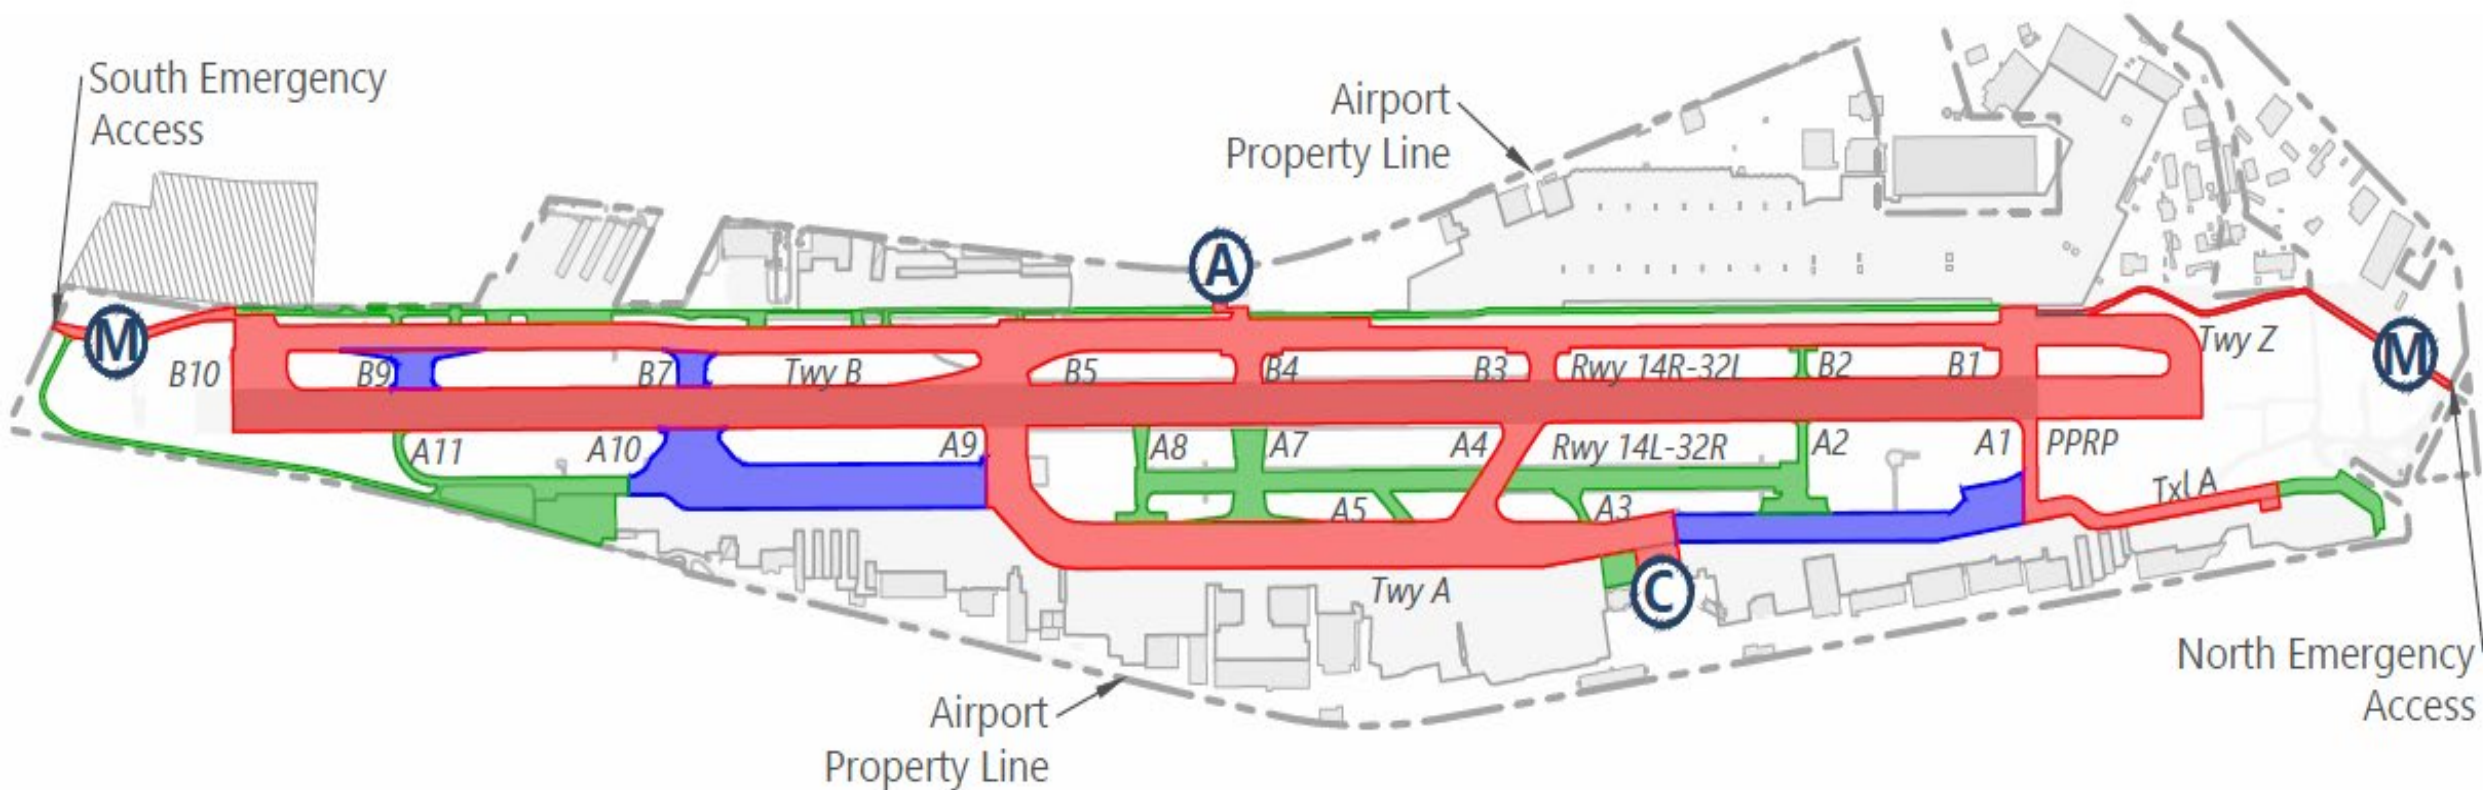 South Emergency
Access
Airport
Property Line
A
M
M
Twy Z
B10
B9
B7
Twy B
B5
B4
B3
Rwy 14R-32L
B2
B1
A11
A10
A9
A8
A7
A4
Rwy 14L-32R
A2
A1
PPRP
A5
A3
Txl A
Twy A
C
North Emergency
Access
Airport
Property Line